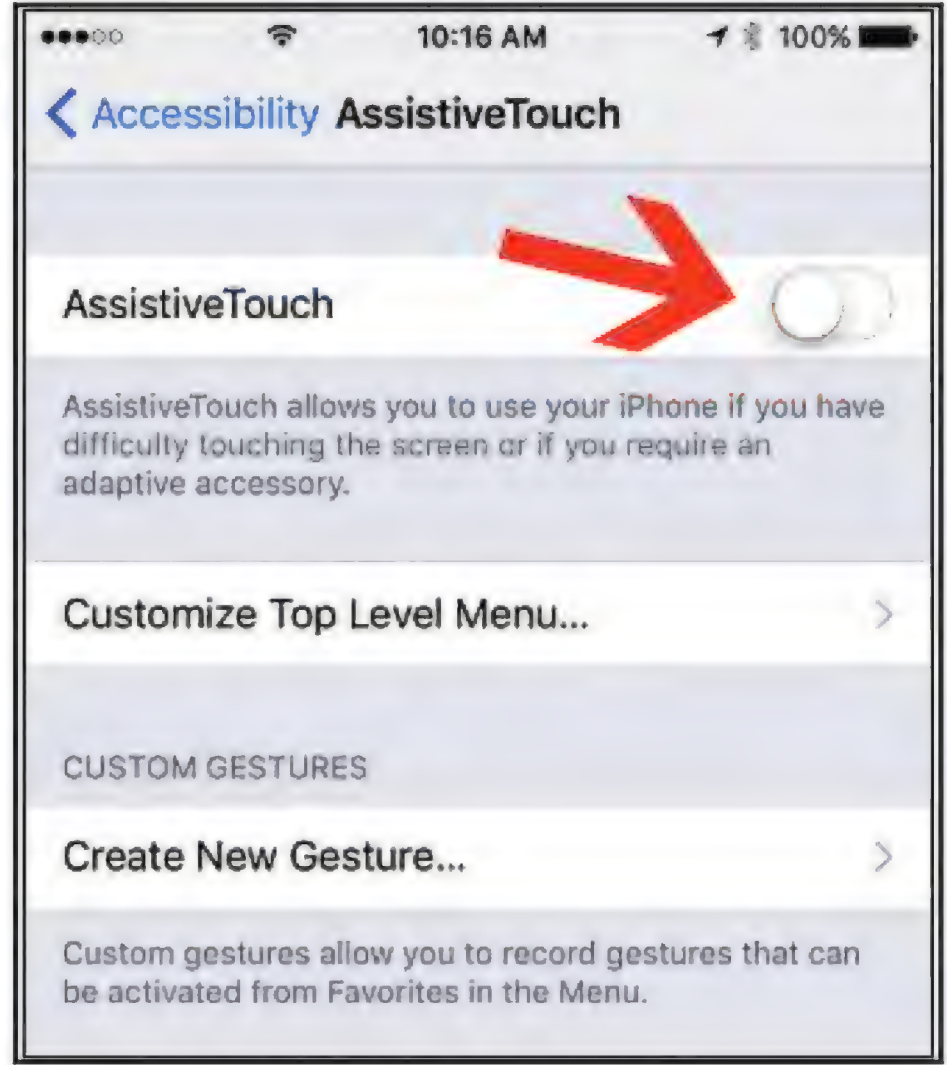 10:16 AM
100%
Accessibility AssistiveTouch
AssistiveTouch
AssistiveTouch allows you to use your iPhone if you have
difficulty touching the screen or if you require an
adaptive accessory.
Customize Top Level Menu...
CUSTOM GESTURES
Create New Gesture...
Custom gestures allow you to record gestures that can
be activated from Favorites in the Menu.